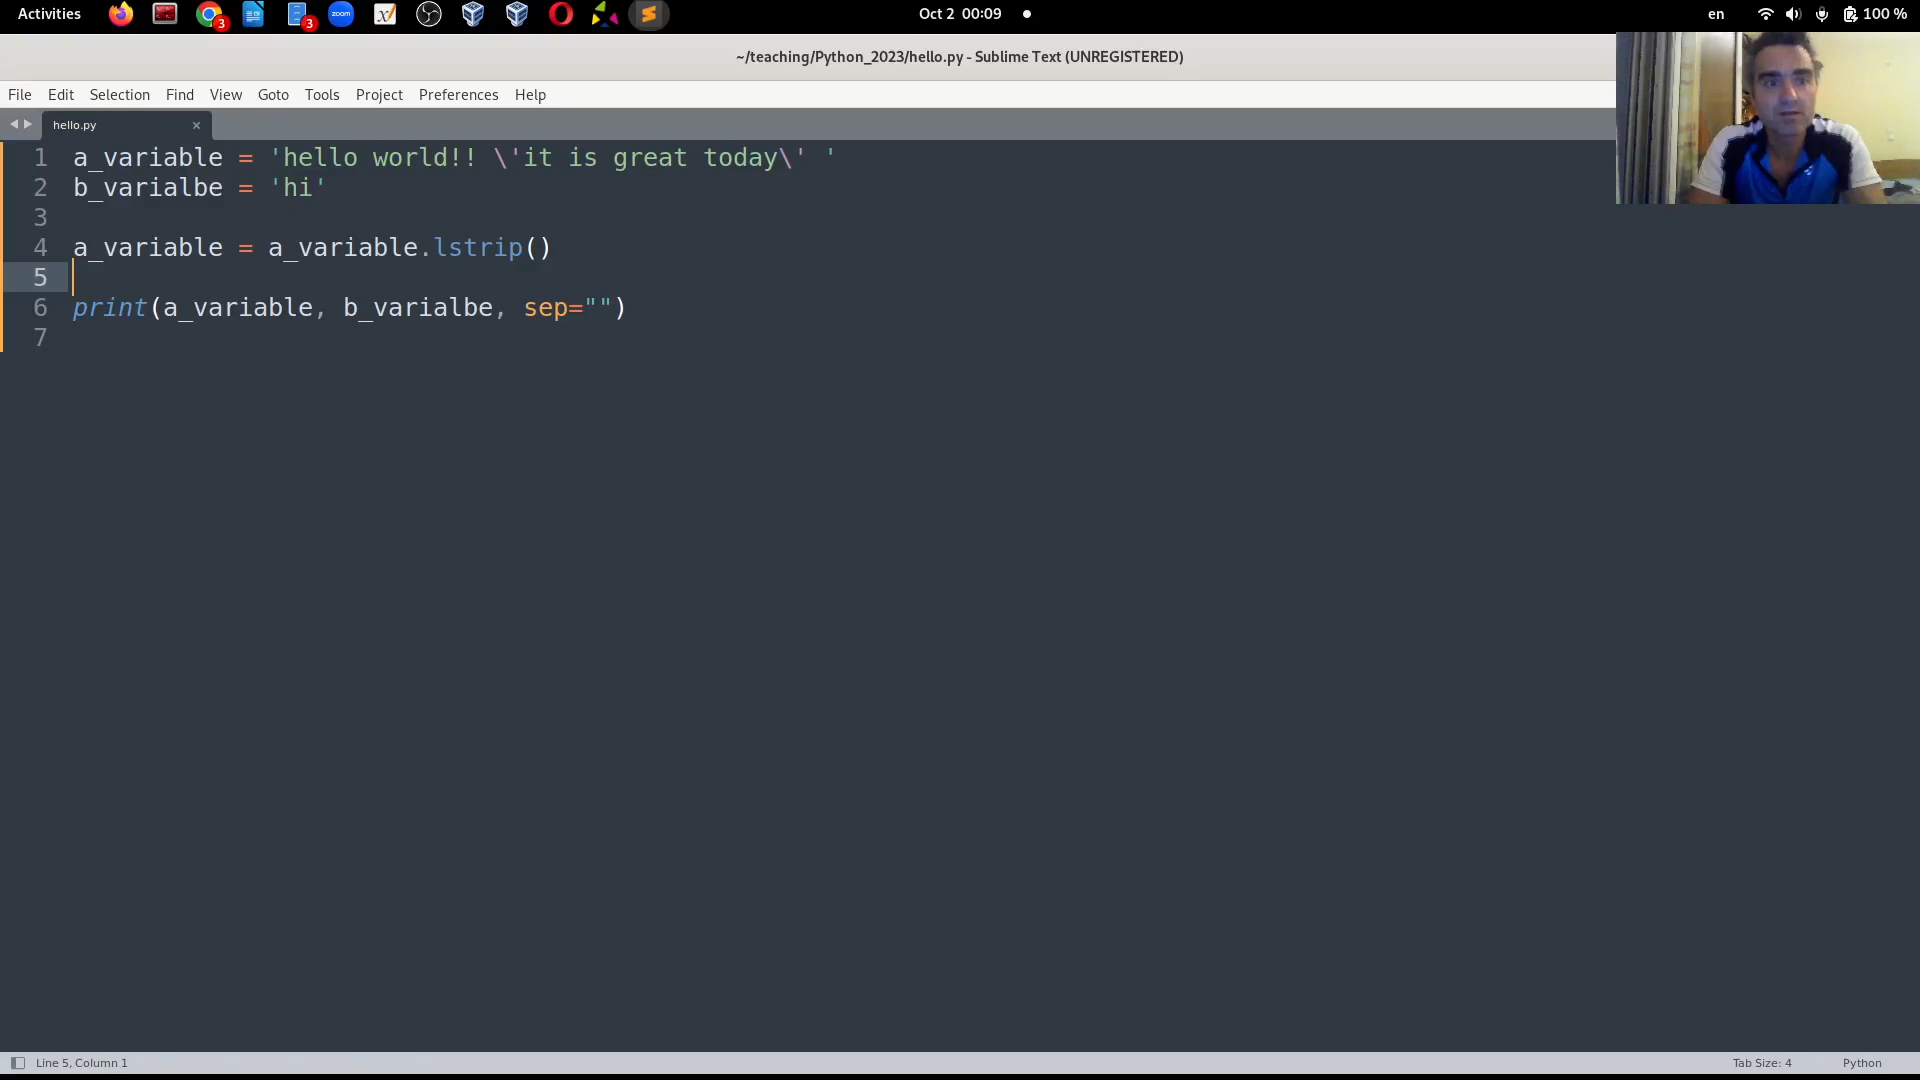 Activities
3
3
zoom
Oct 2 00:09
en
100 %
~/teaching/Python_2023/hello.py - Sublime Text (UNREGISTERED)
File Edit Selection Find View Goto Tools Project Preferences Help
hello.py ×
1 a_variable = 'hello world!! \'it is great today\' '
2 b_varialbe = 'hi'
3
4 a_variable = a_variable.lstrip()
5
6 print(a_variable, b_varialbe, sep="")
7
Line 5, Column 1
Tab Size: 4
Python